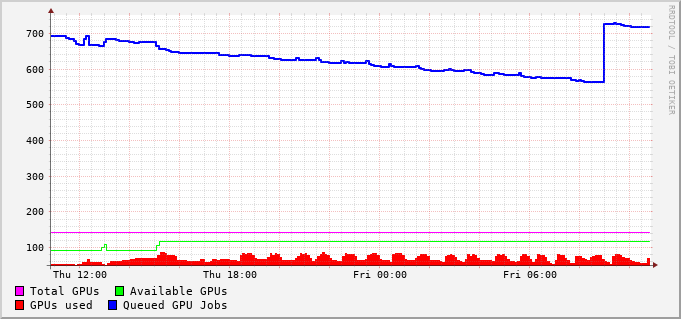 700
600
500
400
300
200
100
Thu 12:00 Thu 18:00 Fri 00:00 Fri 06:00
Total GPUs Available GPUs
GPUs used Queued GPU Jobs
RRDTOOL / TOBI OETIKER